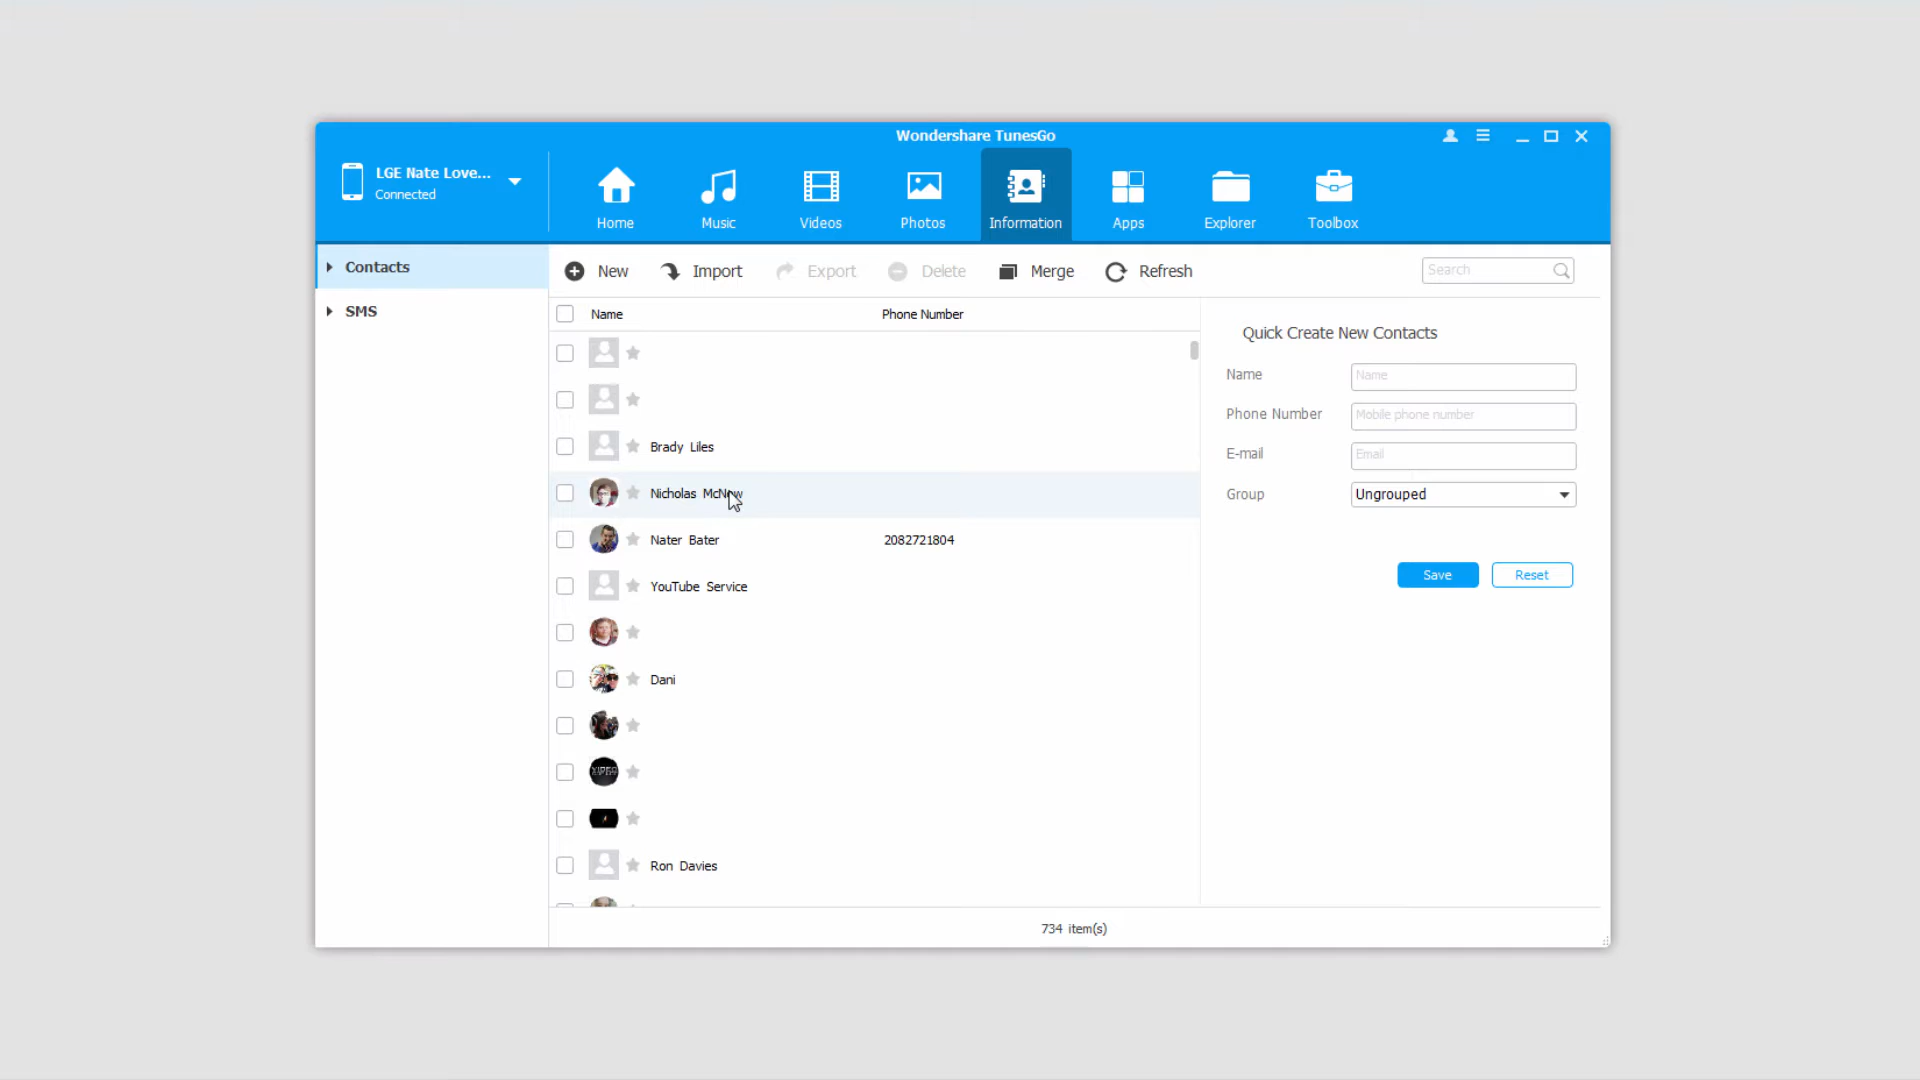 Wondershare TunesGo
LGE Nate Love...
Connected
Home
Music
Videos
Photos
Information
Apps
Explorer
Toolbox
Contacts
SMS
New
Import
Export
Delete
Merge
Refresh
Search
Name
Phone Number
Brady Liles
Nicholas
Nater Bater
2082721804
YouTube Service
Dani
Ron Davies
734 item(s)
Quick Create New Contacts
Name
Name
Phone Number
Mobile phone number
E-mail
Email
Group
Ungrouped
Save
Reset